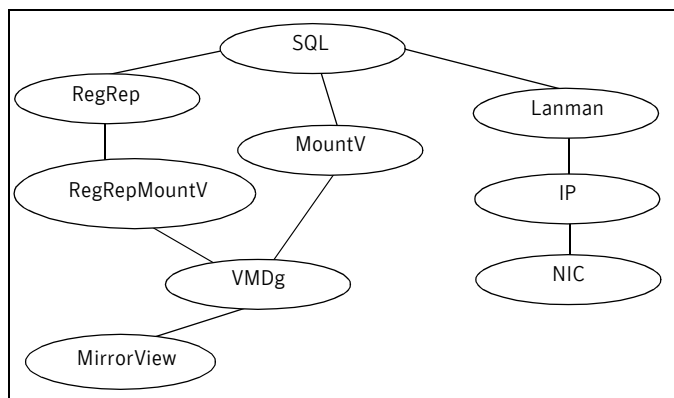 SQL
RegRep
Lanman
MountV
RegRepMountV
IP
VMDg
NIC
MirrorView